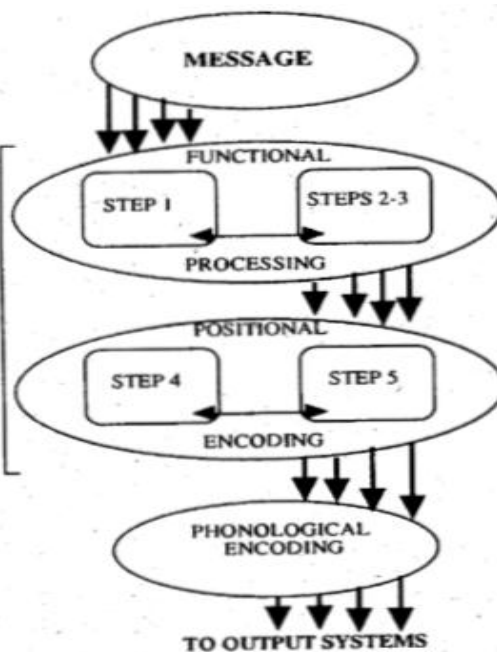 MESSAGE
FUNCTIONAL
STEP 1
STEPS 2-3
PROCESSING
POSITIONAL
STEP 4
STEP 5
ENCODING
PHONOLOGICAL
ENCODING
TO OUTPUT SYSTEMS